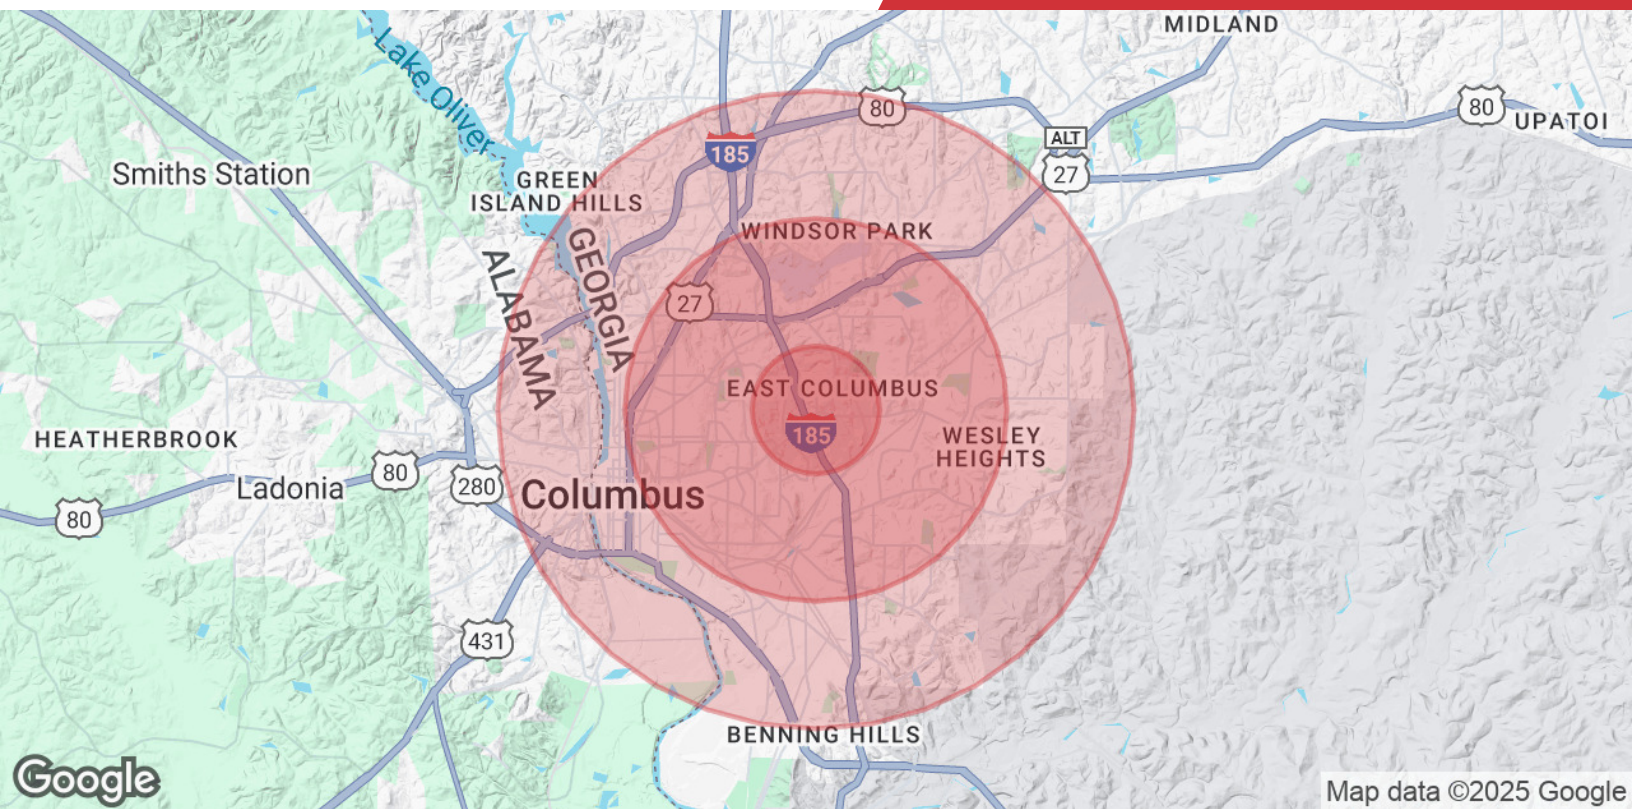 MIDLAND
Lake Oliver
80
80
UPATOI
ALT
27
185
Smiths Station
GREEN
ISLAND HILLS
WINDSOR PARK
GEORGIA
ALABAMA
27
EAST COLUMBUS
185
HEATHERBROOK
WESLEY
HEIGHTS
80
280
Ladonia
Columbus
80
431
BENNING HILLS
Google
Map data ©2025 Google